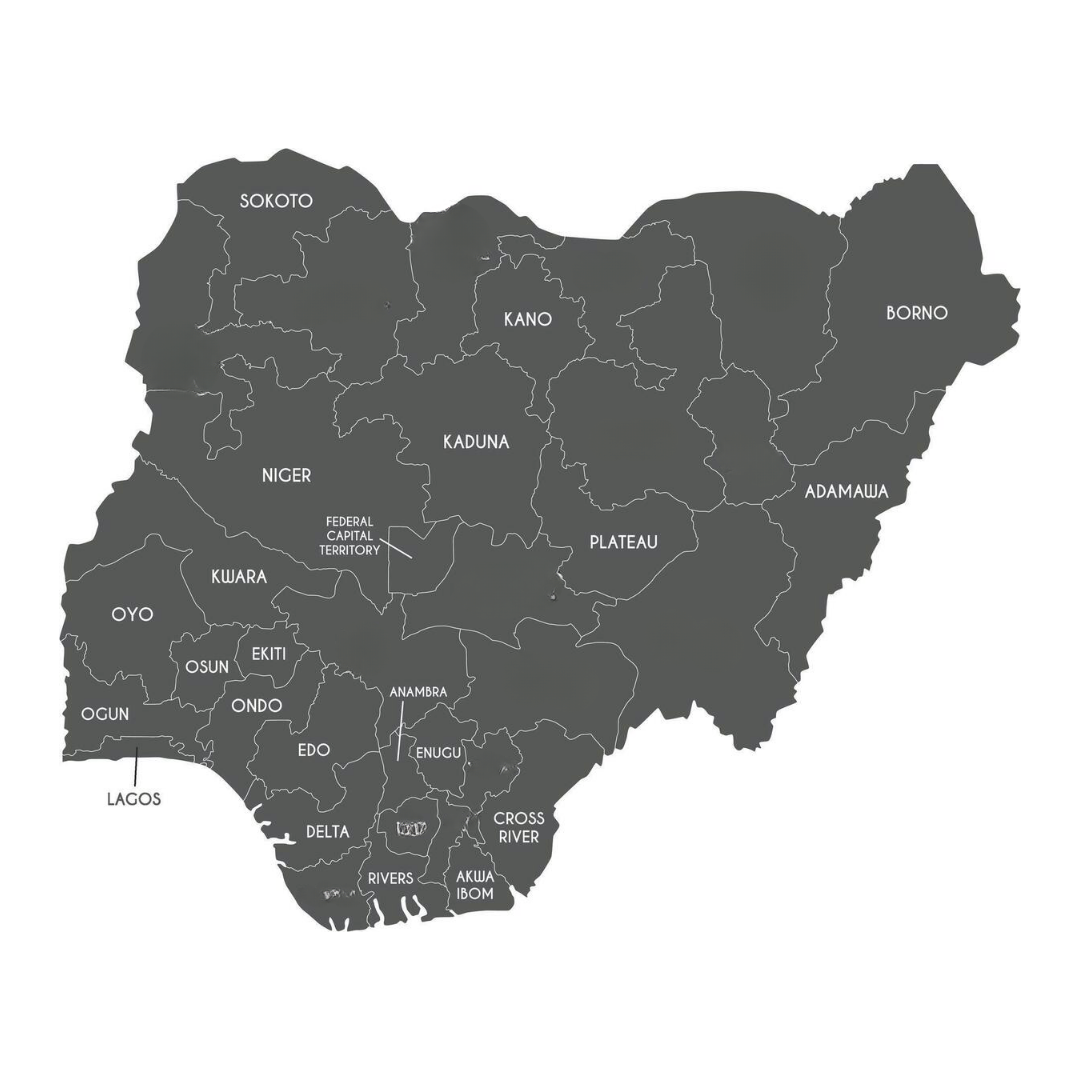 SOKOTO
KANO
BORNO
KADUNA
NIGER
ADAMAWA
FEDERAL
CAPITAL
TERRITORY
PLATEAU
KWARA
OYO
EKITI
OSUN
ANAMBRA
ONDO
OGUN
EDO
ENUGU
LAGOS
CROSS
RIVER
DELTA
RIVERS
AKWA
IBOM